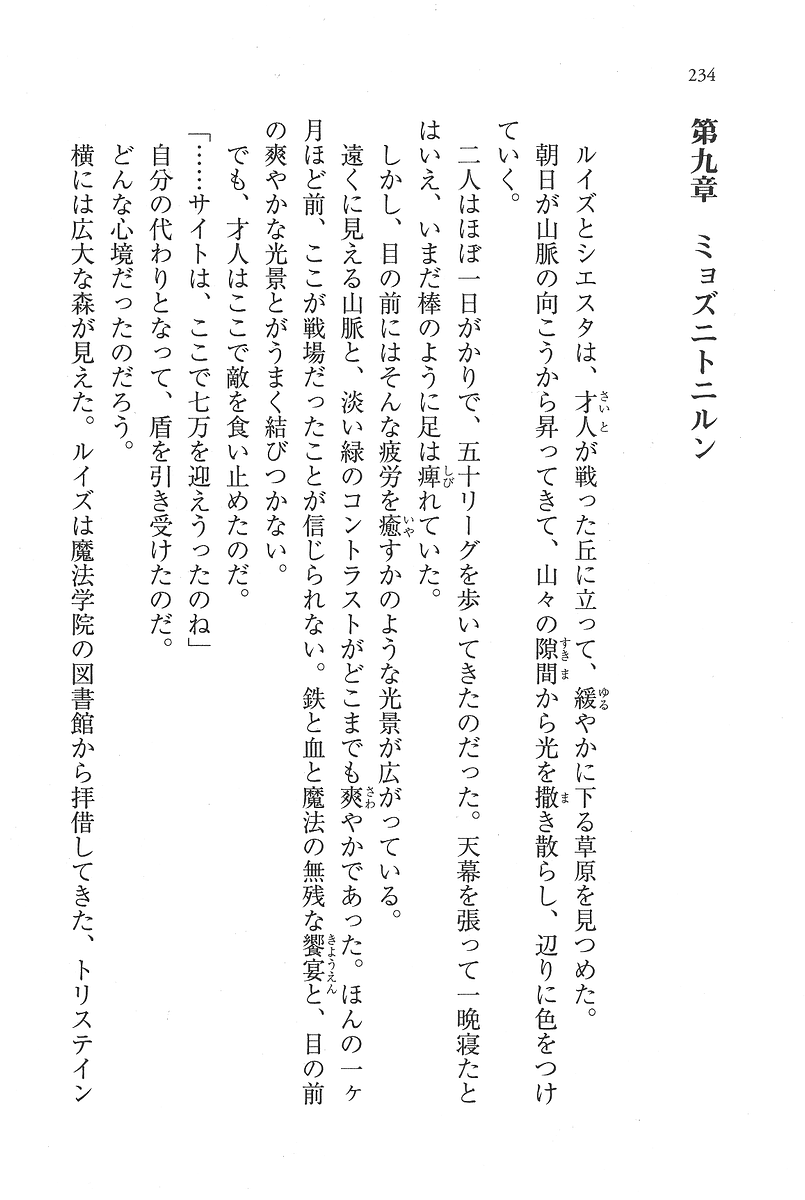 234
第九章　ミョズニトニルン
ルイズとシエスタは、才人が戦った丘に立って、緩やかに下る草原を見つめた。
朝日が山脈の向こうから昇ってきて、山々の隙間から光を撒き散らし、辺りに色をつけ
ていく。
二人はほぼ一日がかりで、五十リーグを歩いてきたのだった。天幕を張って一晩寝たと
はいえ、いまだ棒のように足は痺れていた。
しかし、目の前にはそんな疲労を癒すかのような光景が広がっている。
遠くに見える山脈と、淡い緑のコントラストがどこまでも爽やかであった。ほんの一ヶ
月ほど前、ここが戦場だったことが信じられない。鉄と血と魔法の無残な饗宴と、目の前
の爽やかな光景とがうまく結びつかない。
でも、才人はここで敵を食い止めたのだ。
「……サイトは、ここで七万を迎えうったのね」
自分の代わりとなって、盾を引き受けたのだ。
どんな心境だったのだろう。
横には広大な森が見えた。ルイズは魔法学院の図書館から拝借してきた、トリステイン